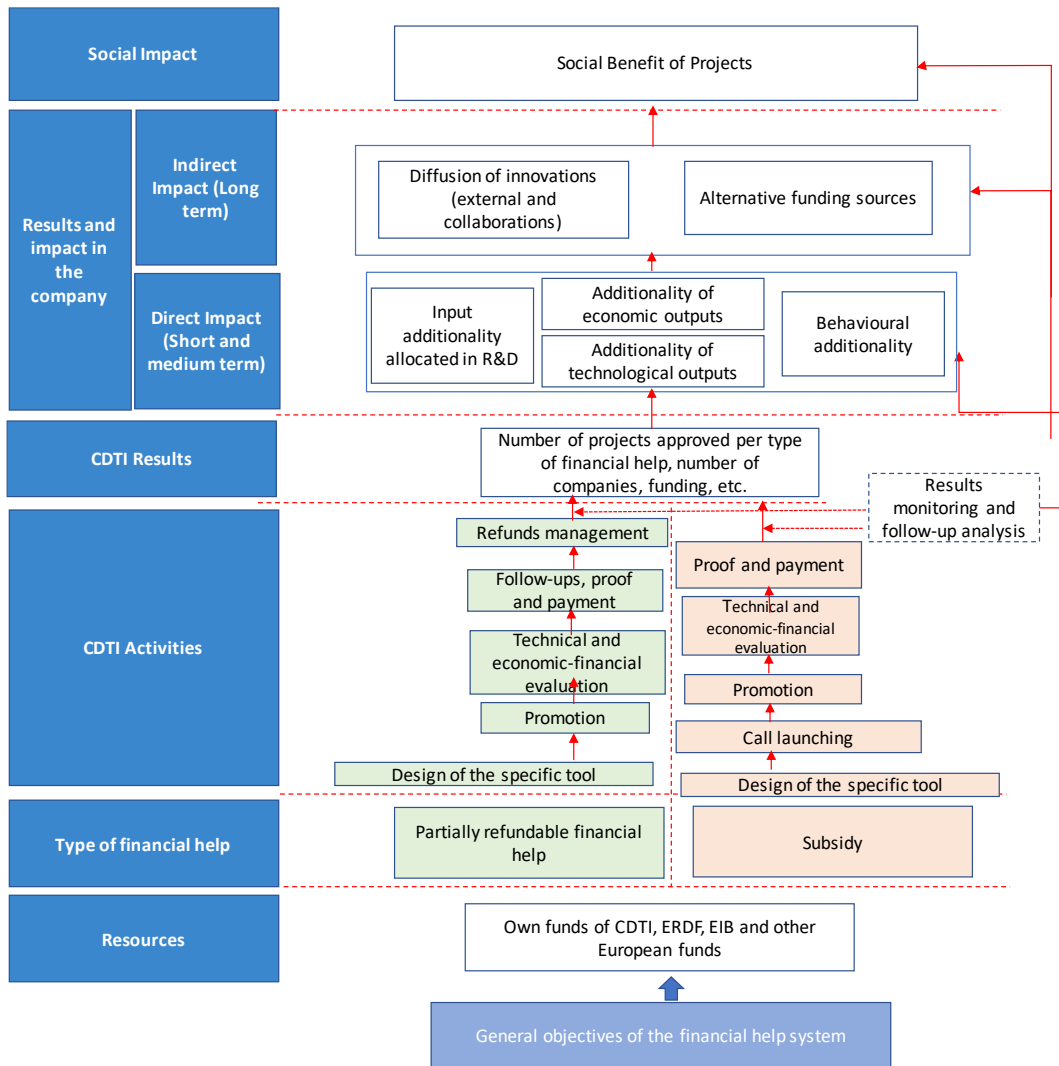 Social Impact
Social Benefit of Projects
Results and
impact in
the
company
Indirect
Impact (Long
term)
Diffusion of innovations
(external and
collaborations)
Alternative funding sources
Direct Impact
(Short and
medium term)
Input
additionality
allocated in R&D
Additionality of
economic outputs
Additionality of
technological outputs
Behavioural
additionality
CDTI Results
Number of projects approved per type
of financial help, number of
companies, funding, etc.
Results
monitoring and
follow-up analysis
CDTI Activities
Refunds management
Follow-ups, proof
and payment
Technical and
economic-financial
evaluation
Promotion
Design of the specific tool
Proof and payment
Technical and
economic-financial
evaluation
Promotion
Call launching
Design of the specific tool
Type of financial help
Partially refundable financial
help
Subsidy
Resources
Own funds of CDTI, ERDF, EIB and other
European funds
General objectives of the financial help system